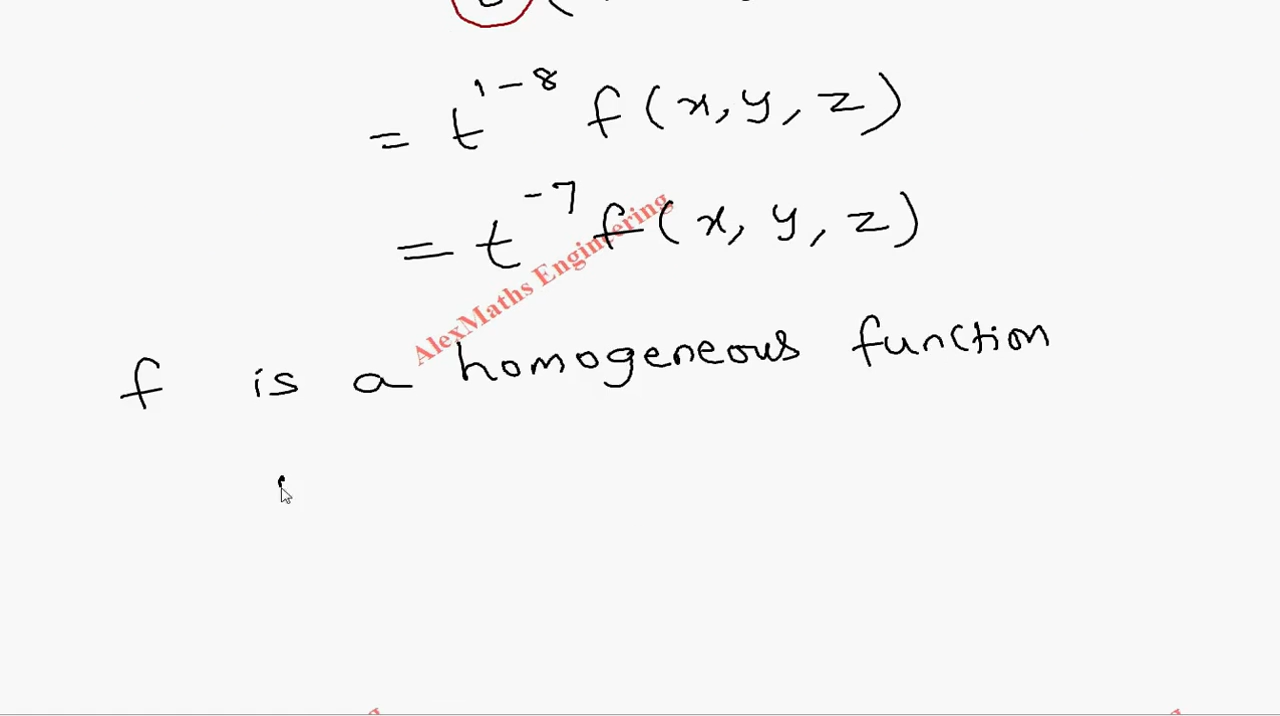 = t^{1-8} f(x, y, z)
= t^{-7} f(x, y, z)
AlexMaths Engineering
f is a homogeneous function